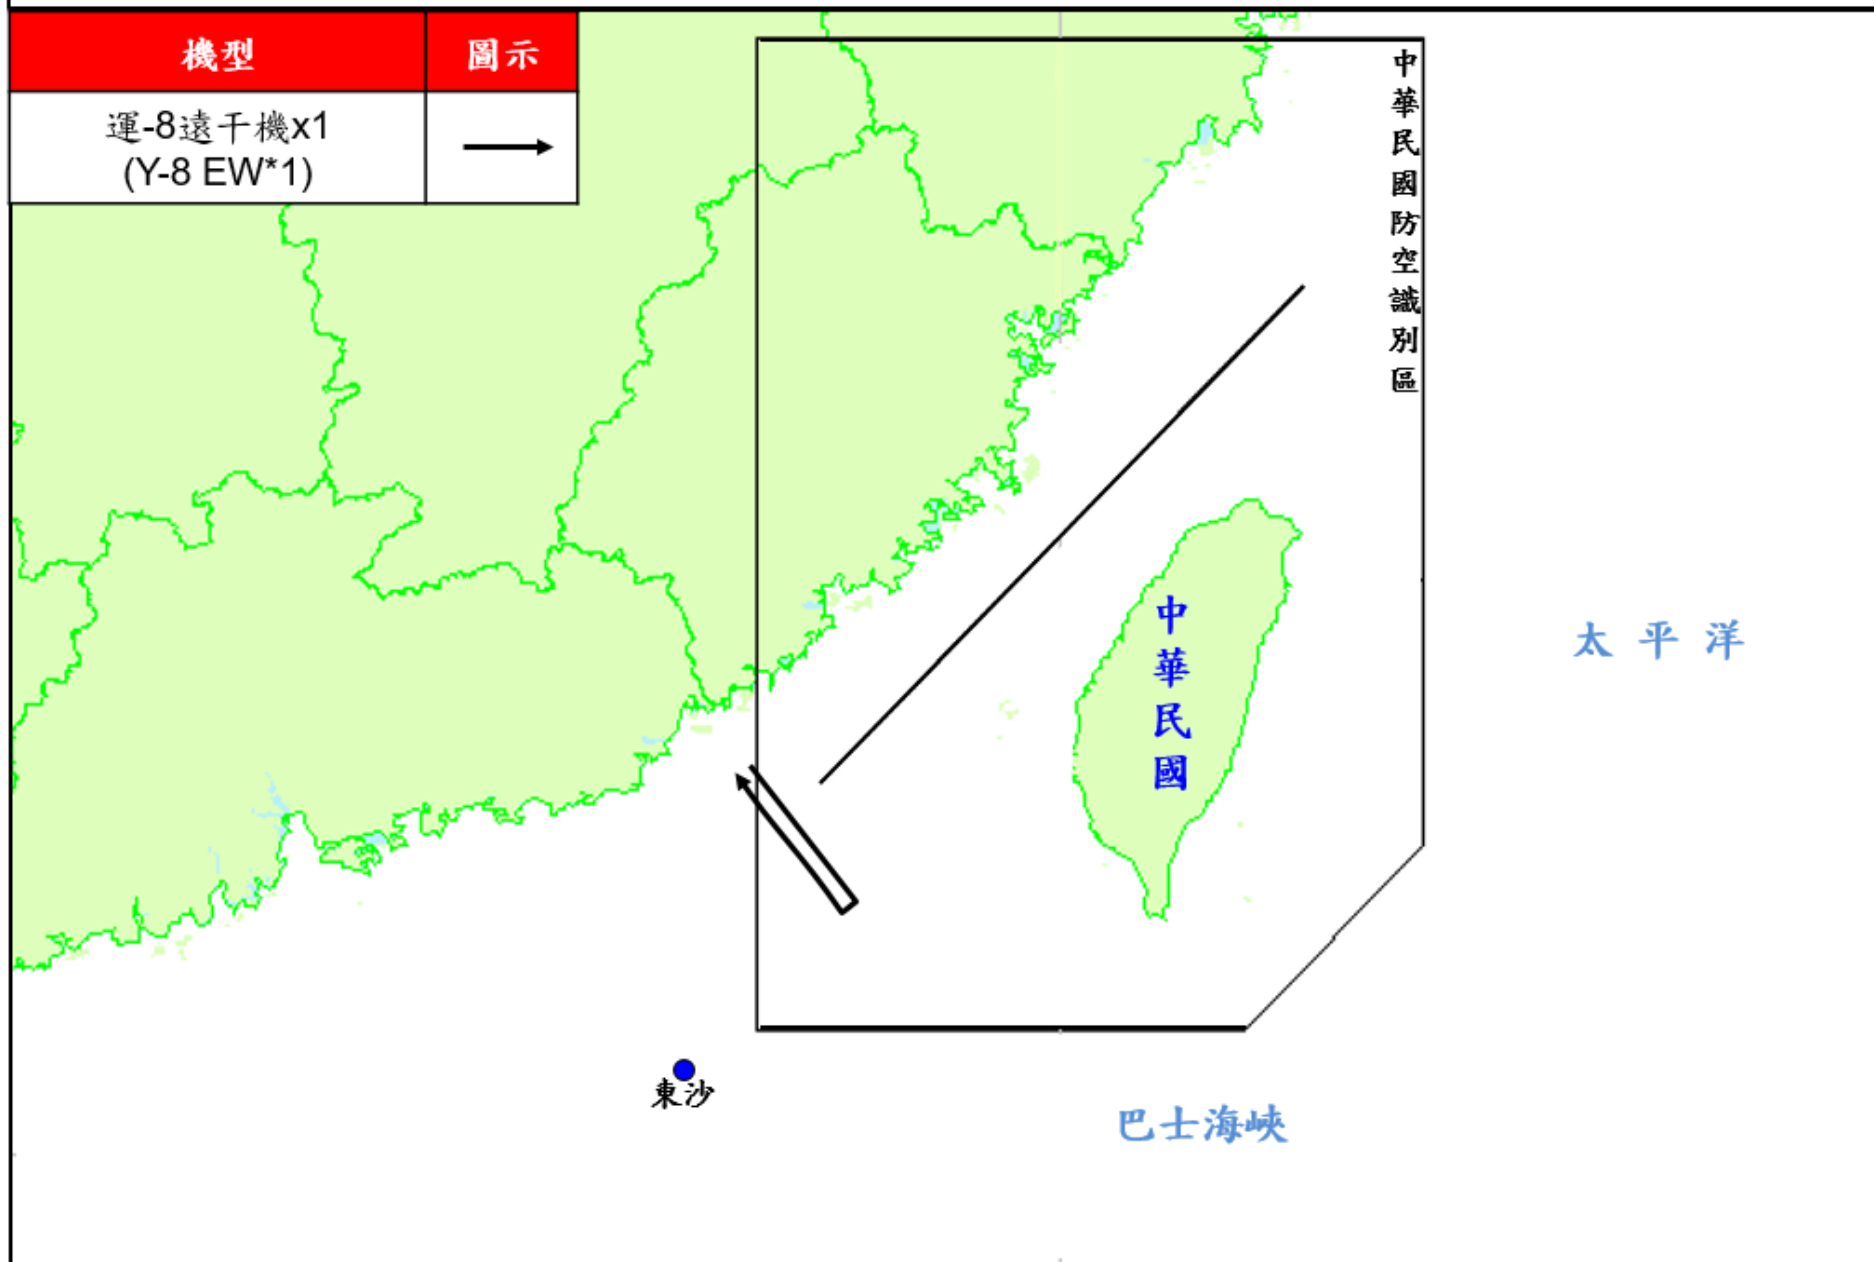 機型 圖示
運-8遠干機x1
(Y-8 EW*1)
中華民國防空識別區
中華民國
太平洋
東沙
巴士海峽